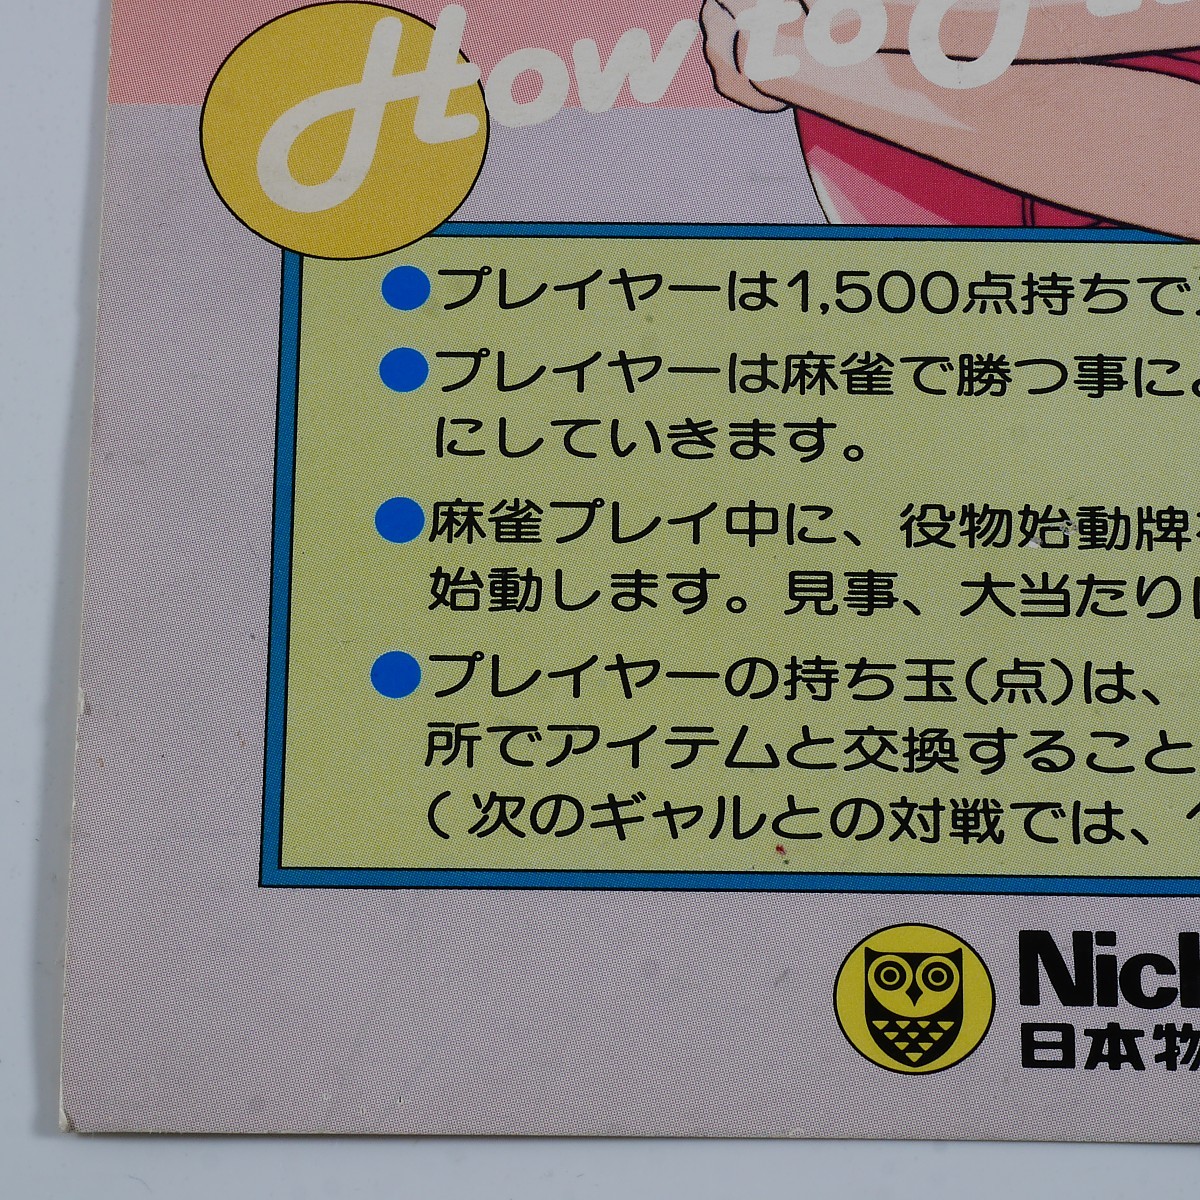 How to
●プレイヤーは1,500点持ちで
●プレイヤーは麻雀で勝つ事に
にしていきます。
●麻雀プレイ中に、役物始動牌
始動します。見事、大当たり
●プレイヤーの持ち玉(点)は、
所でアイテムと交換すること
(次のギャルとの対戦では、
Nic
日本物